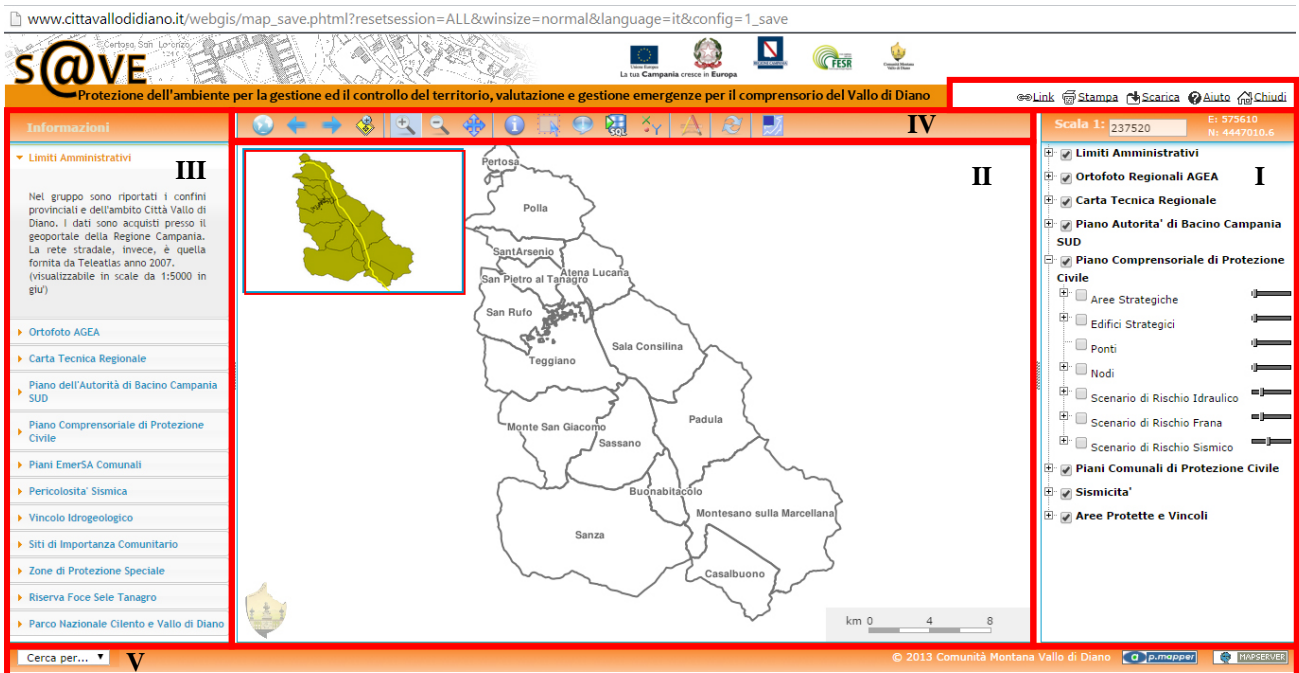 www.cittavallodidiano.it/webgis/map_save.phtml?resetsession=ALL&winsize=normal&language=it&config=1_save
Certosa San Lorenzo
S@VE
La tua Campania cresce in Europa
FESR
Protezione dell'ambiente per la gestione ed il controllo del territorio, valutazione e gestione emergenze per il comprensorio del Vallo di Diano
Link Stampa Scarica Aiuto Chiudi
Informazioni
IV
Scala 1: 237520
E: 575610
N: 4447010.6
III
Limiti Amministrativi
Nel gruppo sono riportati i confini
provinciali e dell'ambito Città Vallo di
Diano. I dati sono acquisti presso il
geoportale della Regione Campania.
La rete stradale, invece, è quella
fornita da Teleatlas anno 2007.
(visualizzabile in scale da 1:5000 in
giu')
Ortofoto AGEA
Carta Tecnica Regionale
Piano dell'Autorità di Bacino Campania
SUD
Piano Comprensoriale di Protezione
Civile
Piani EmerSA Comunali
Pericolosita' Sismica
Vincolo Idrogeologico
Siti di Importanza Comunitario
Zone di Protezione Speciale
Riserva Foce Sele Tanagro
Parco Nazionale Cilento e Vallo di Diano
SQL
II
Pertosa
Polla
SantArsenio
Atena Lucana
San Pietro al Tanagro
San Rufo
Teggiano
Sala Consilina
Monte San Giacomo
Sassano
Padula
Buonabitacolo
Montesano sulla Marcellana
Sanza
Casalbuono
km 0 4 8
I
Limiti Amministrativi
Ortofoto Regionali AGEA
Carta Tecnica Regionale
Piano Autorita' di Bacino Campania
SUD
Piano Comprensoriale di Protezione
Civile
Aree Strategiche
Edifici Strategici
Ponti
Nodi
Scenario di Rischio Idraulico
Scenario di Rischio Frana
Scenario di Rischio Sismico
Piani Comunali di Protezione Civile
Sismicita'
Aree Protette e Vincoli
Cerca per...
V
© 2013 Comunità Montana Vallo di Diano
p.mapper
MAPSERVER